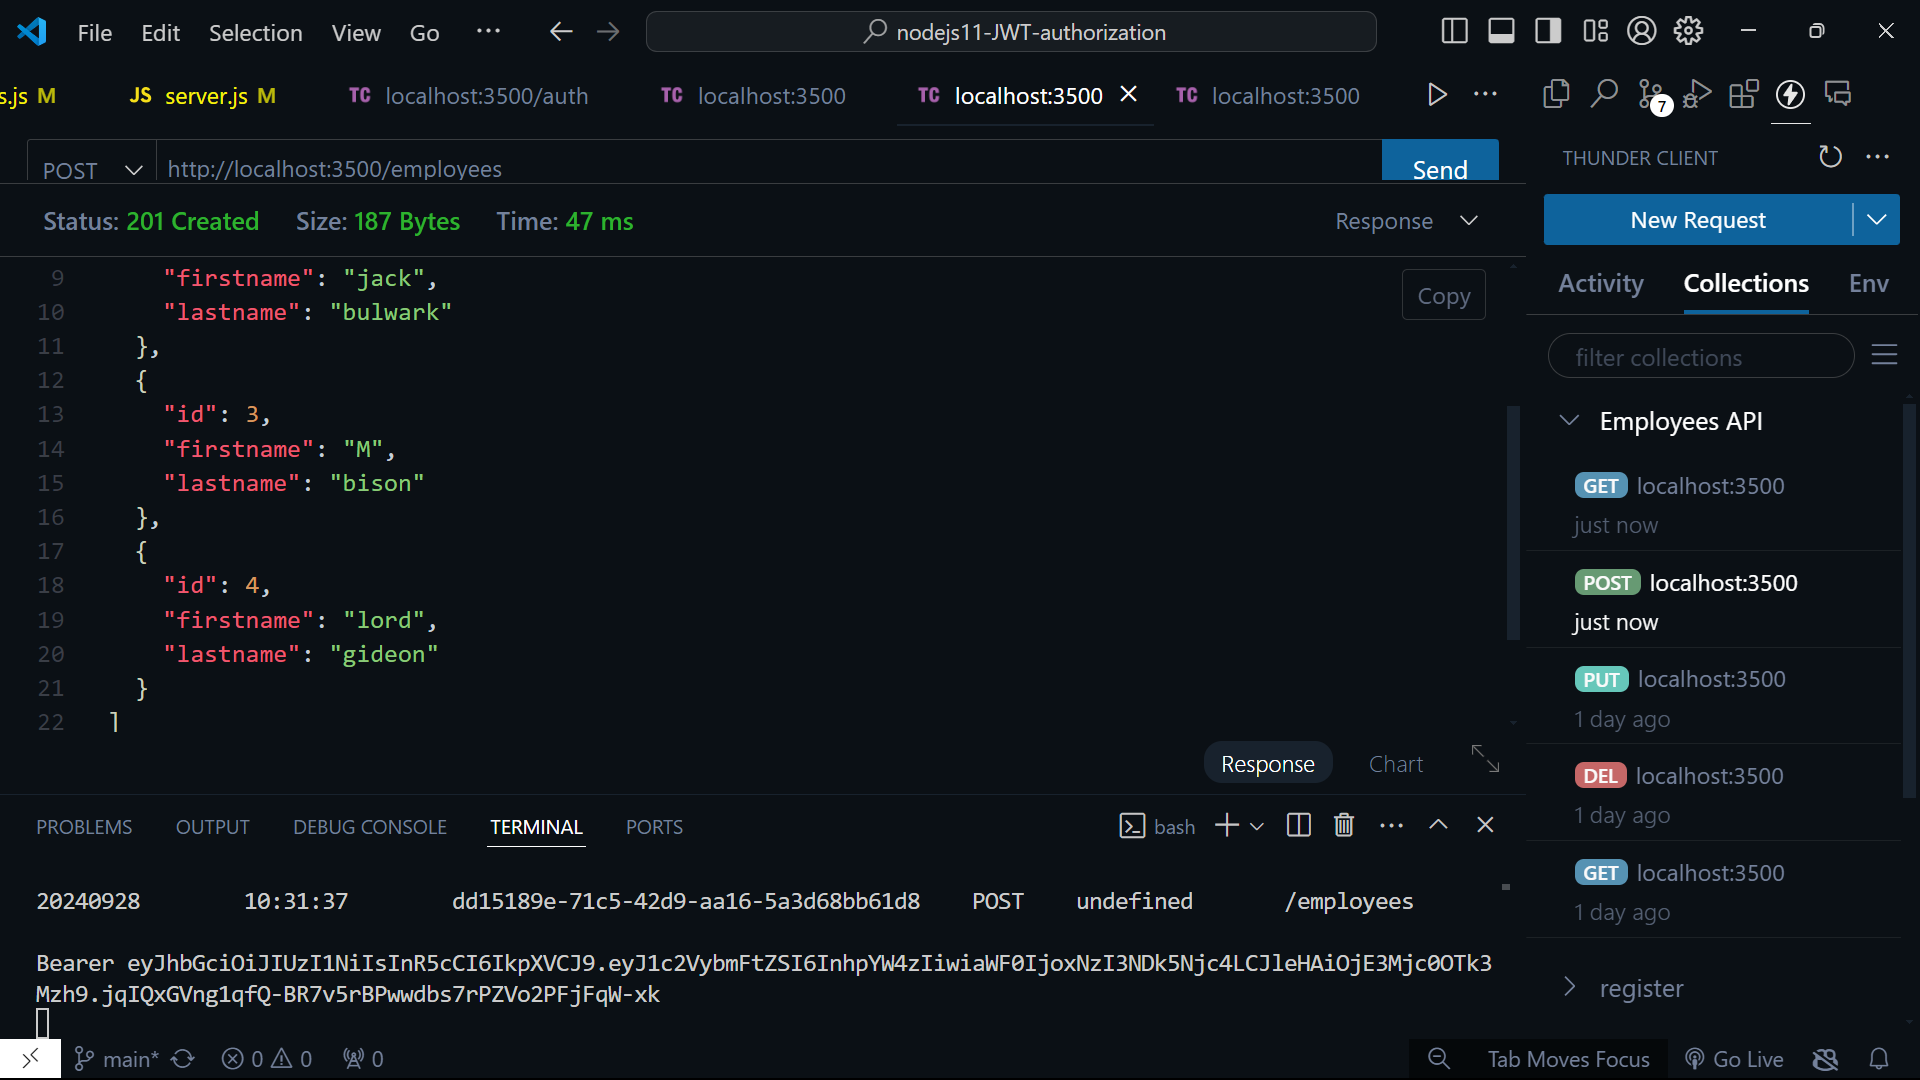 File Edit Selection View Go ··· nodejs11-JWT-authorization
s.js M JS server.js M TC localhost:3500/auth TC localhost:3500 TC localhost:3500 TC localhost:3500 ···
7
POST http://localhost:3500/employees Send
THUNDER CLIENT ···
Status: 201 Created Size: 187 Bytes Time: 47 ms Response
New Request
9 "firstname": "jack",
10 "lastname": "bulwark"
11 },
12 {
13 "id": 3,
14 "firstname": "M",
15 "lastname": "bison"
16 },
17 {
18 "id": 4,
19 "firstname": "lord",
20 "lastname": "gideon"
21 }
22 ]
Copy
Response Chart
Activity Collections Env
filter collections
Employees API
GET localhost:3500
just now
POST localhost:3500
just now
PUT localhost:3500
1 day ago
DEL localhost:3500
1 day ago
GET localhost:3500
1 day ago
register
PROBLEMS OUTPUT DEBUG CONSOLE TERMINAL PORTS bash ···
20240928 10:31:37 dd15189e-71c5-42d9-aa16-5a3d68bb61d8 POST undefined /employees
Bearer eyJhbGciOiJIUzI1NiIsInR5cCI6IkpXVCJ9.eyJ1c2VybmFtZSI6InhpYW4zIiwiaWF0IjoxNzI3NDk5Njc4LCJleHAiOjE3Mjc0OTk3
Mzh9.jqIQxGVng1qfQ-BR7v5rBPwwdbs7rPZVo2PFjFqW-xk
main* 0 0 0 Tab Moves Focus Go Live